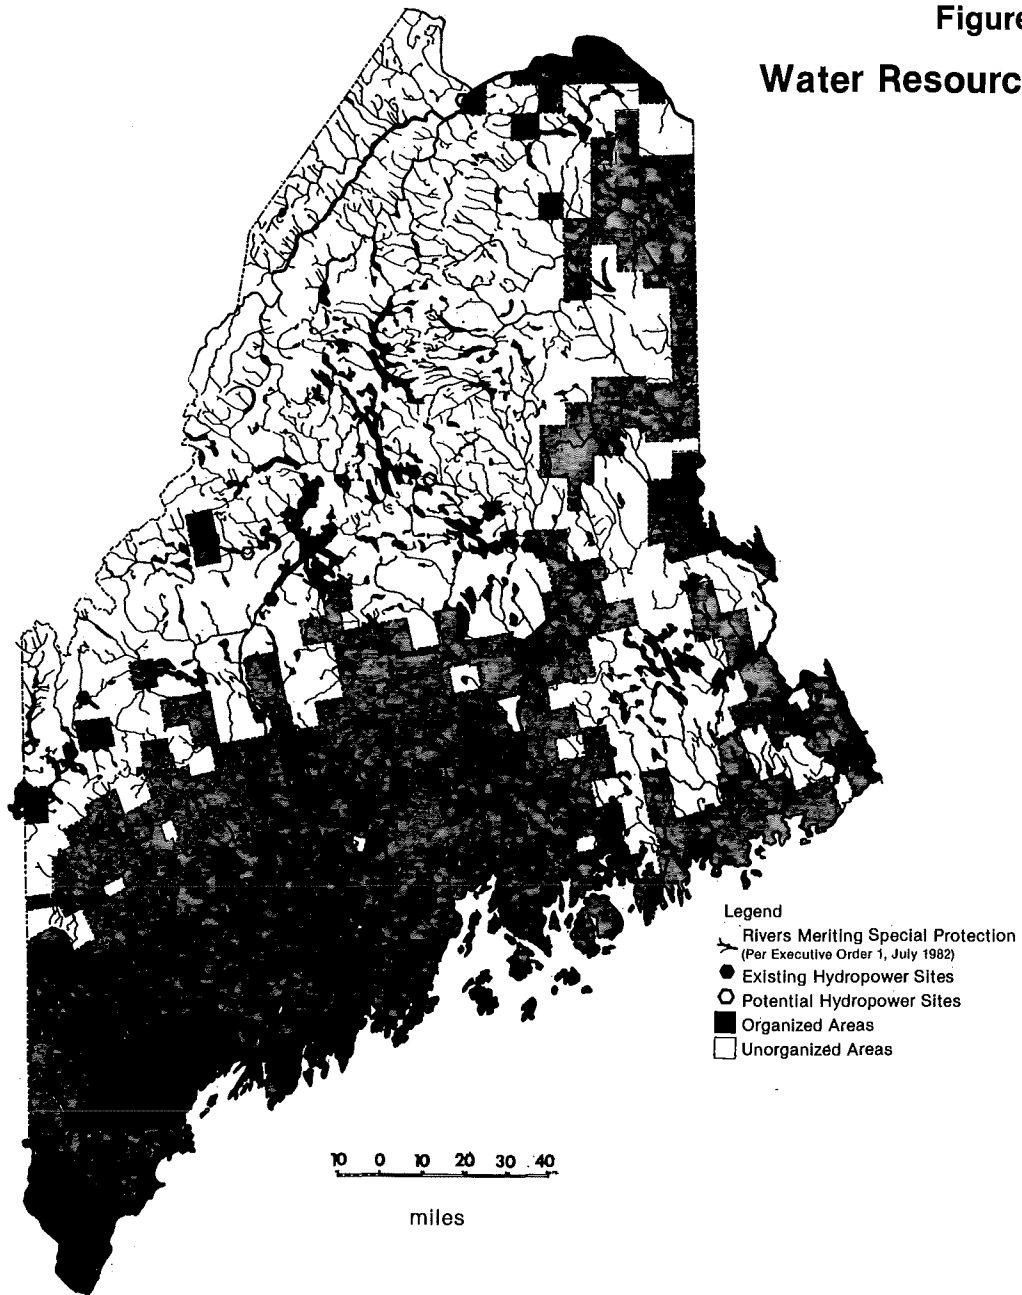 Figure
Water Resourc
Legend
Rivers Meriting Special Protection
(Per Executive Order 1, July 1982)
Existing Hydropower Sites
Potential Hydropower Sites
Organized Areas
Unorganized Areas
10 0 10 20 30 40
miles